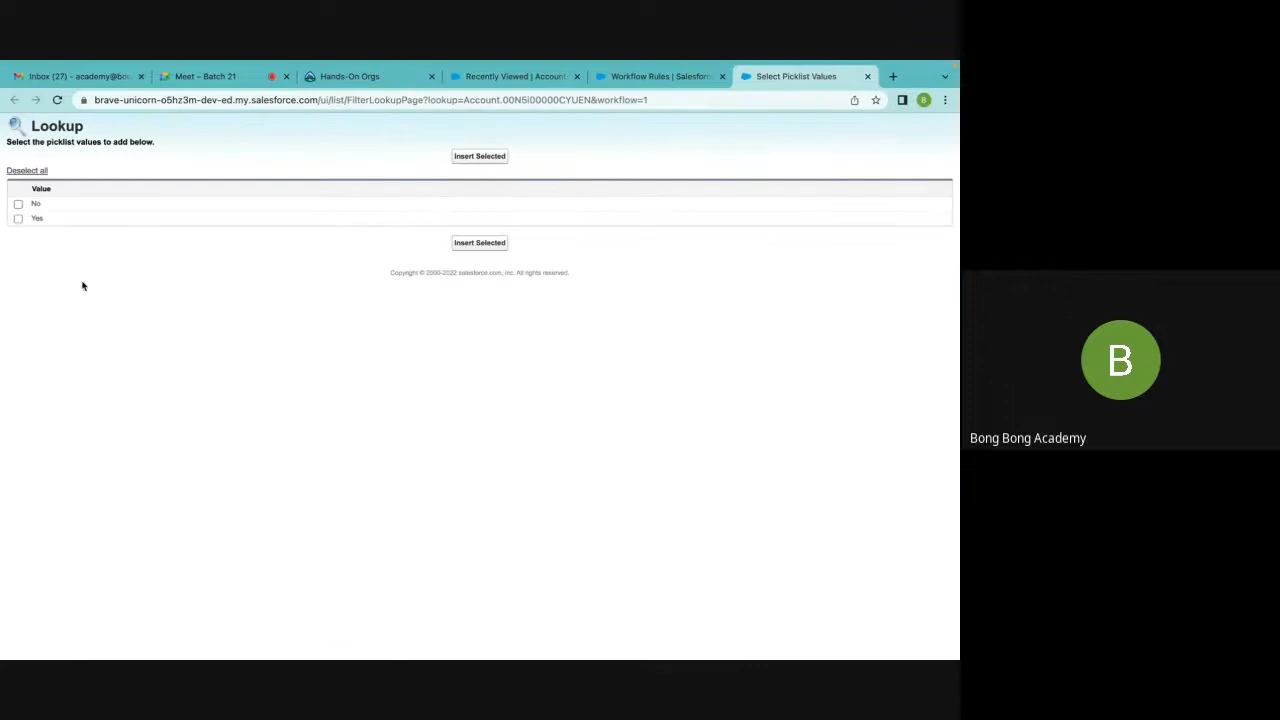 Inbox (27) - academy@bos
Meet – Batch 21
Hands-On Orgs
Recently Viewed | Account
Workflow Rules | Salesforc
Select Picklist Values
brave-unicorn-o5hz3m-dev-ed.my.salesforce.com/ui/list/FilterLookupPage?lookup=Account.00N5i00000CYUEN&workflow=1
B
Lookup
Select the picklist values to add below.
Insert Selected
Deselect all
Value
No
Yes
Insert Selected
Copyright © 2000-2022 salesforce.com, inc. All rights reserved.
B
Bong Bong Academy